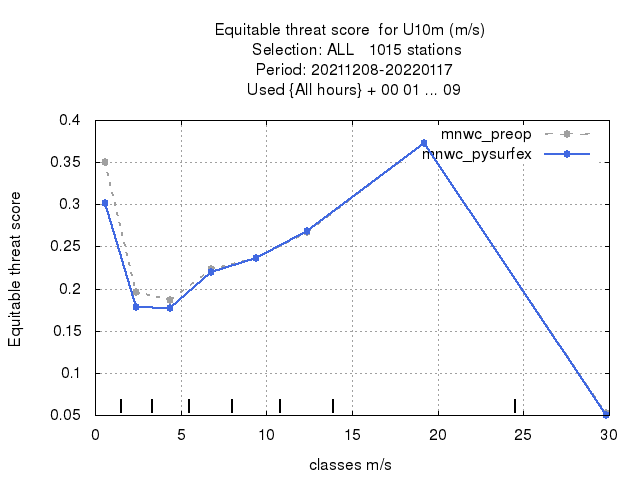 Equitable threat score  for U10m (m/s)
Selection: ALL   1015 stations
Period: 20211208-20220117
Used {All hours} + 00 01 ... 09
mnwc_preop
mnwc_pysurfex
Equitable threat score
0.4
0.35
0.3
0.25
0.2
0.15
0.1
0.05
0 5 10 15 20 25 30
classes m/s